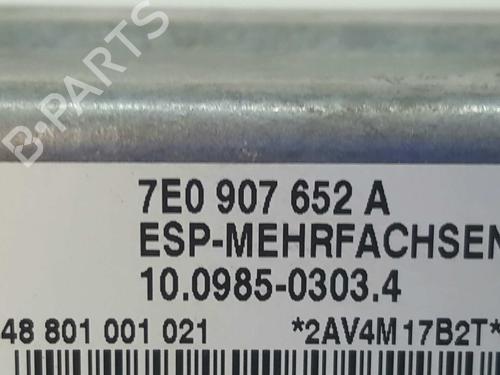 B-PARTS
7E0 907 652 A
ESP-MEHRFACHSEN
10.0985-0303.4
48 801 001 021 *2AV4M17B2T*